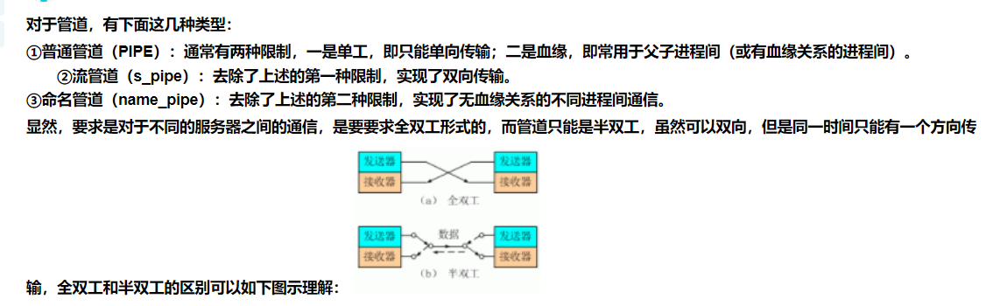 对于管道，有下面这几种类型：
①普通管道（PIPE）：通常有两种限制，一是单工，即只能单向传输；二是血缘，即常用于父子进程间（或有血缘关系的进程间）。
②流管道（s_pipe）：去除了上述的第一种限制，实现了双向传输。
③命名管道（name_pipe）：去除了上述的第二种限制，实现了无血缘关系的不同进程间通信。
显然，要求是对于不同的服务器之间的通信，是要要求全双工形式的，而管道只能是半双工，虽然可以双向，但是同一时间只能有一个方向传
发送器 发送器
接收器 接收器
（a） 全双工
发送器 数据 发送器
接收器 接收器
（b） 半双工
输，全双工和半双工的区别可以如下图示理解：